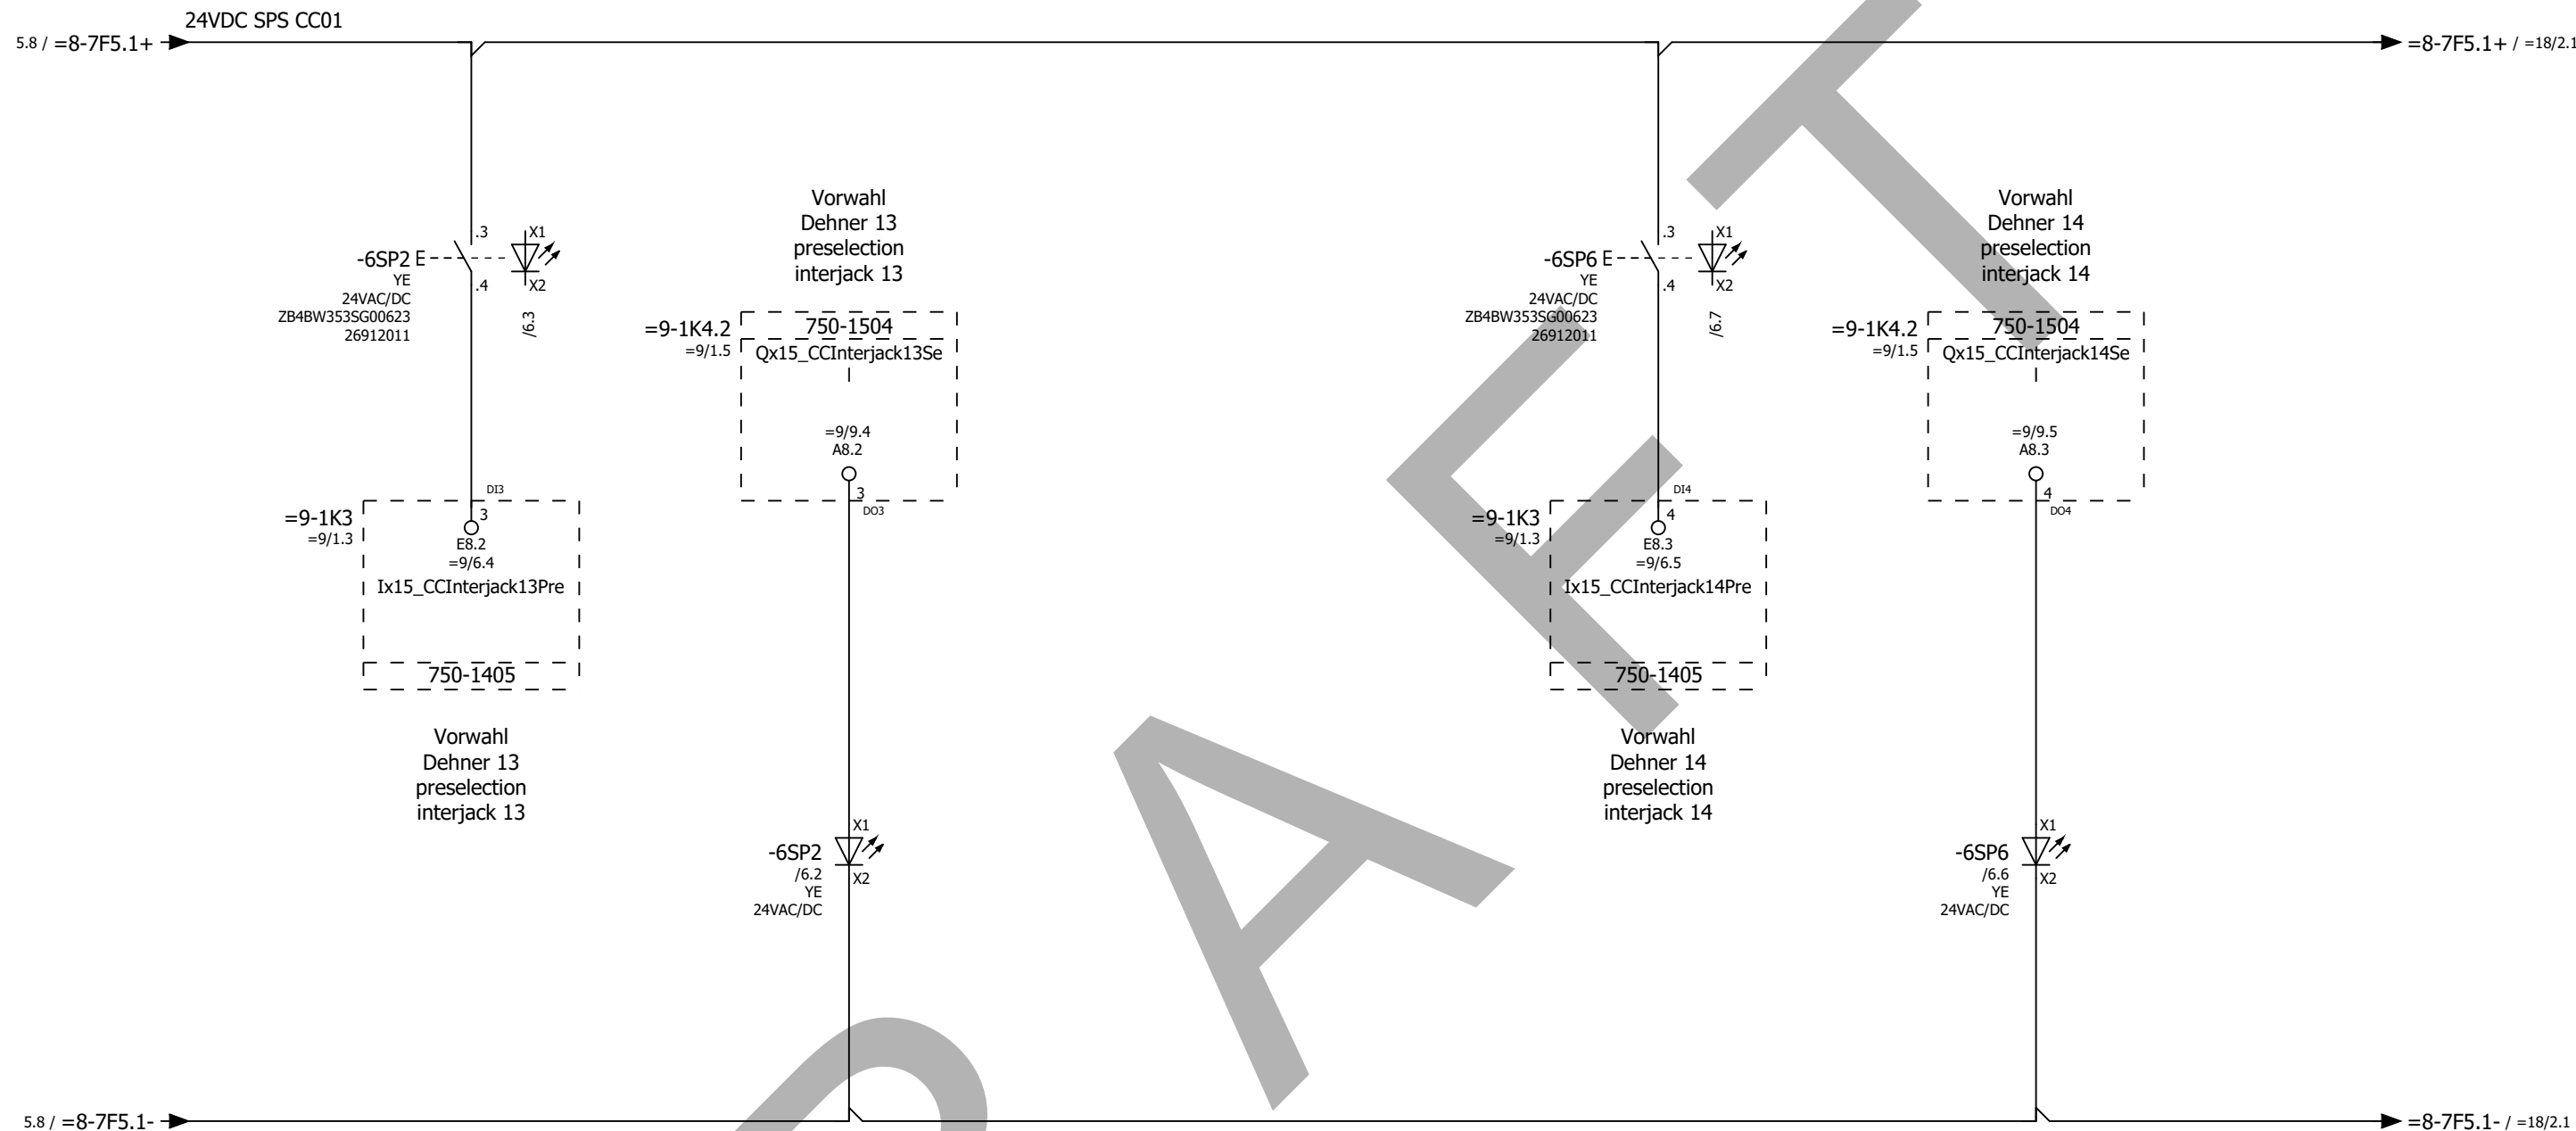 24VDC SPS CC01
5.8 / =8-7F5.1+
=8-7F5.1+ / =18/2.1
-6SP2 E
YE
24VAC/DC
ZB4BW353SG00623
26912011
.3
.4
X1
X2
/6.3
Vorwahl
Dehner 13
preselection
interjack 13
=9-1K4.2
=9/1.5
750-1504
Qx15_CCInterjack13Se
=9/9.4
A8.2
3
DO3
=9-1K3
=9/1.3
DI3
3
E8.2
=9/6.4
Ix15_CCInterjack13Pre
750-1405
Vorwahl
Dehner 13
preselection
interjack 13
-6SP2
/6.2
YE
24VAC/DC
X1
X2
-6SP6 E
YE
24VAC/DC
ZB4BW353SG00623
26912011
.3
.4
X1
X2
/6.7
Vorwahl
Dehner 14
preselection
interjack 14
=9-1K4.2
=9/1.5
750-1504
Qx15_CCInterjack14Se
=9/9.5
A8.3
4
DO4
=9-1K3
=9/1.3
DI4
4
E8.3
=9/6.5
Ix15_CCInterjack14Pre
750-1405
Vorwahl
Dehner 14
preselection
interjack 14
-6SP6
/6.6
YE
24VAC/DC
X1
X2
5.8 / =8-7F5.1-
=8-7F5.1- / =18/2.1